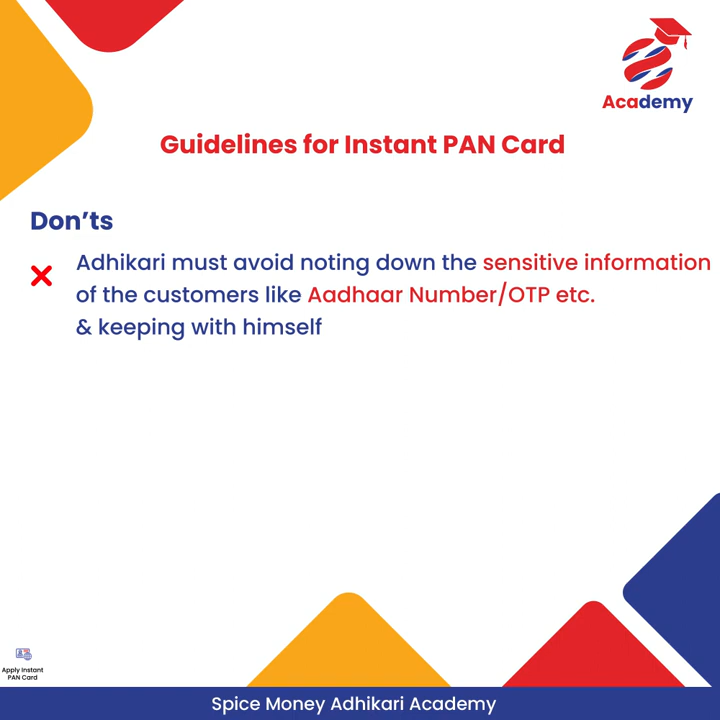 Academy
Guidelines for Instant PAN Card
Don’ts
Adhikari must avoid noting down the sensitive information
of the customers like Aadhaar Number/OTP etc.
& keeping with himself
Apply Instant
PAN Card
Spice Money Adhikari Academy